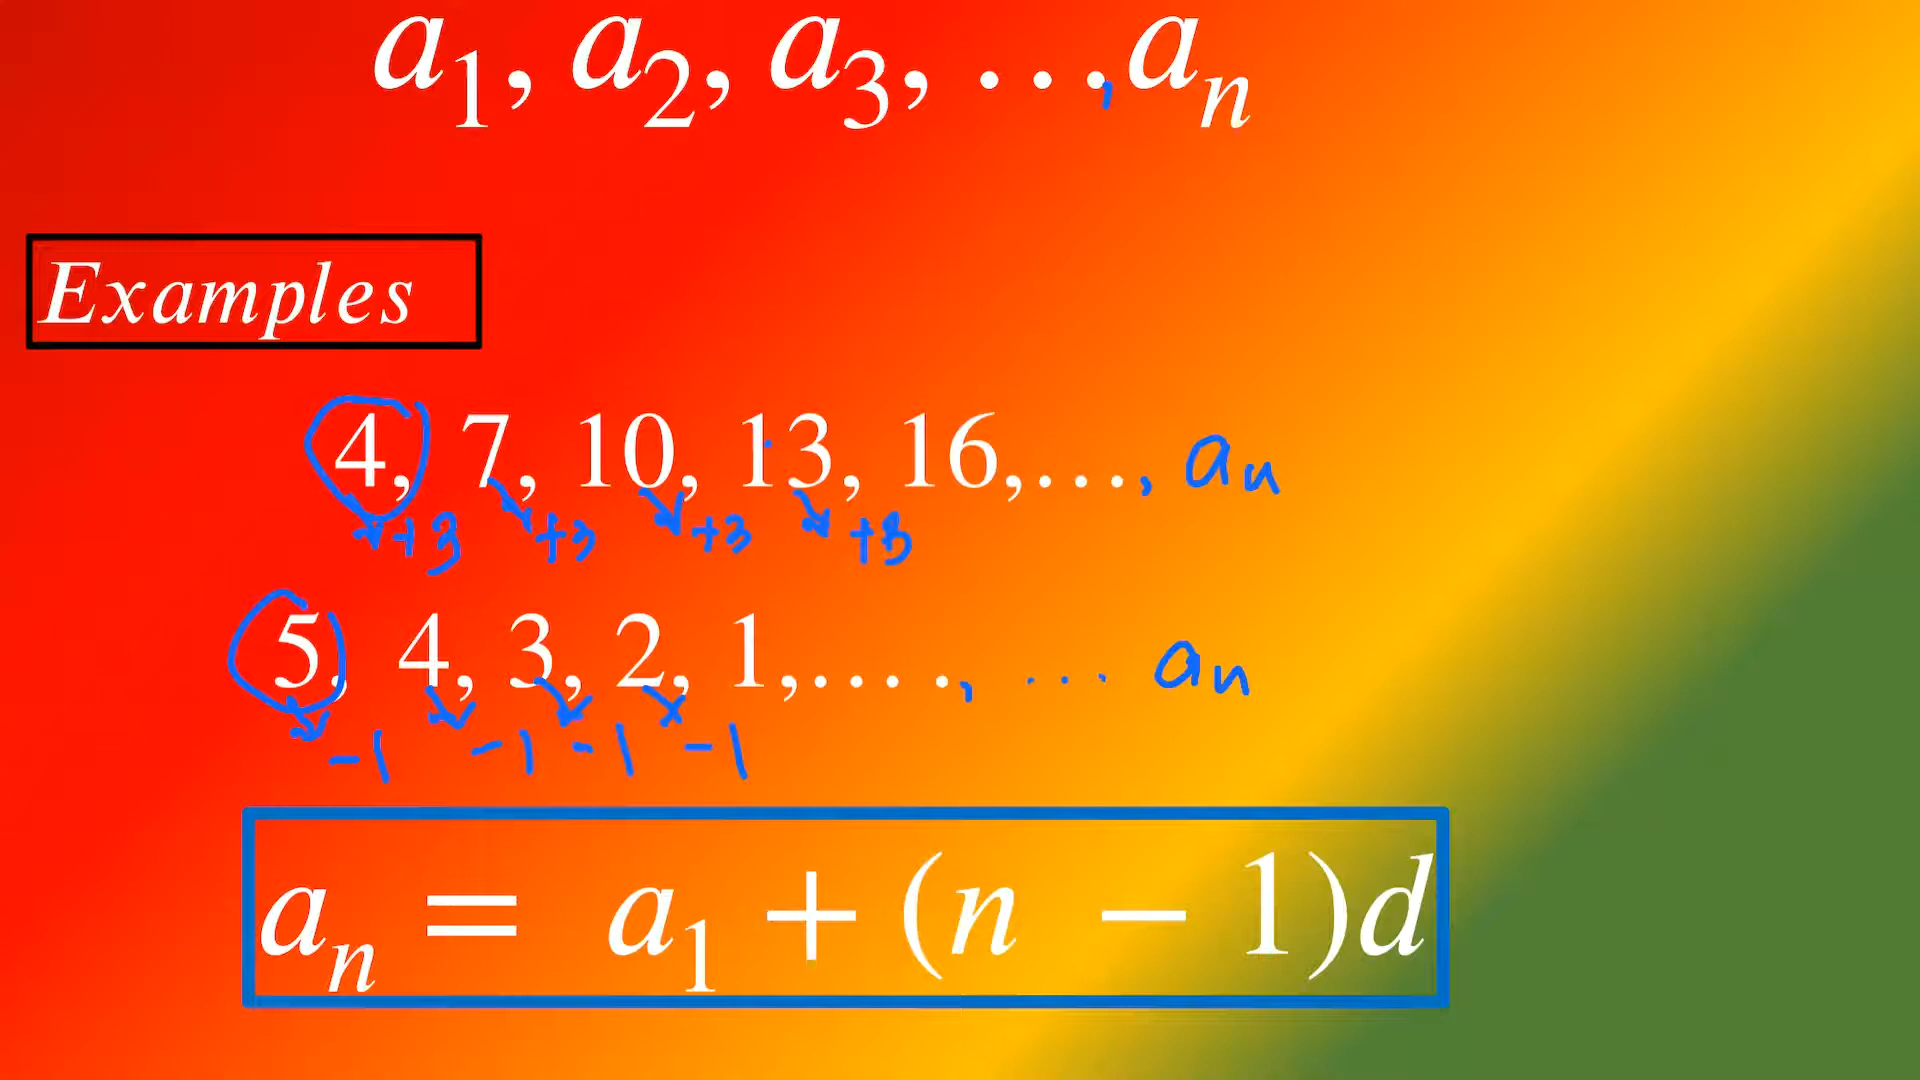 a₁, a₂, a₃, ..., aₙ
Examples
4, 7, 10, 13, 16,..., aₙ
+3 +3 +3 +3
5, 4, 3, 2, 1,...., ... aₙ
-1 -1 -1 -1
aₙ = a₁ + (n - 1)d